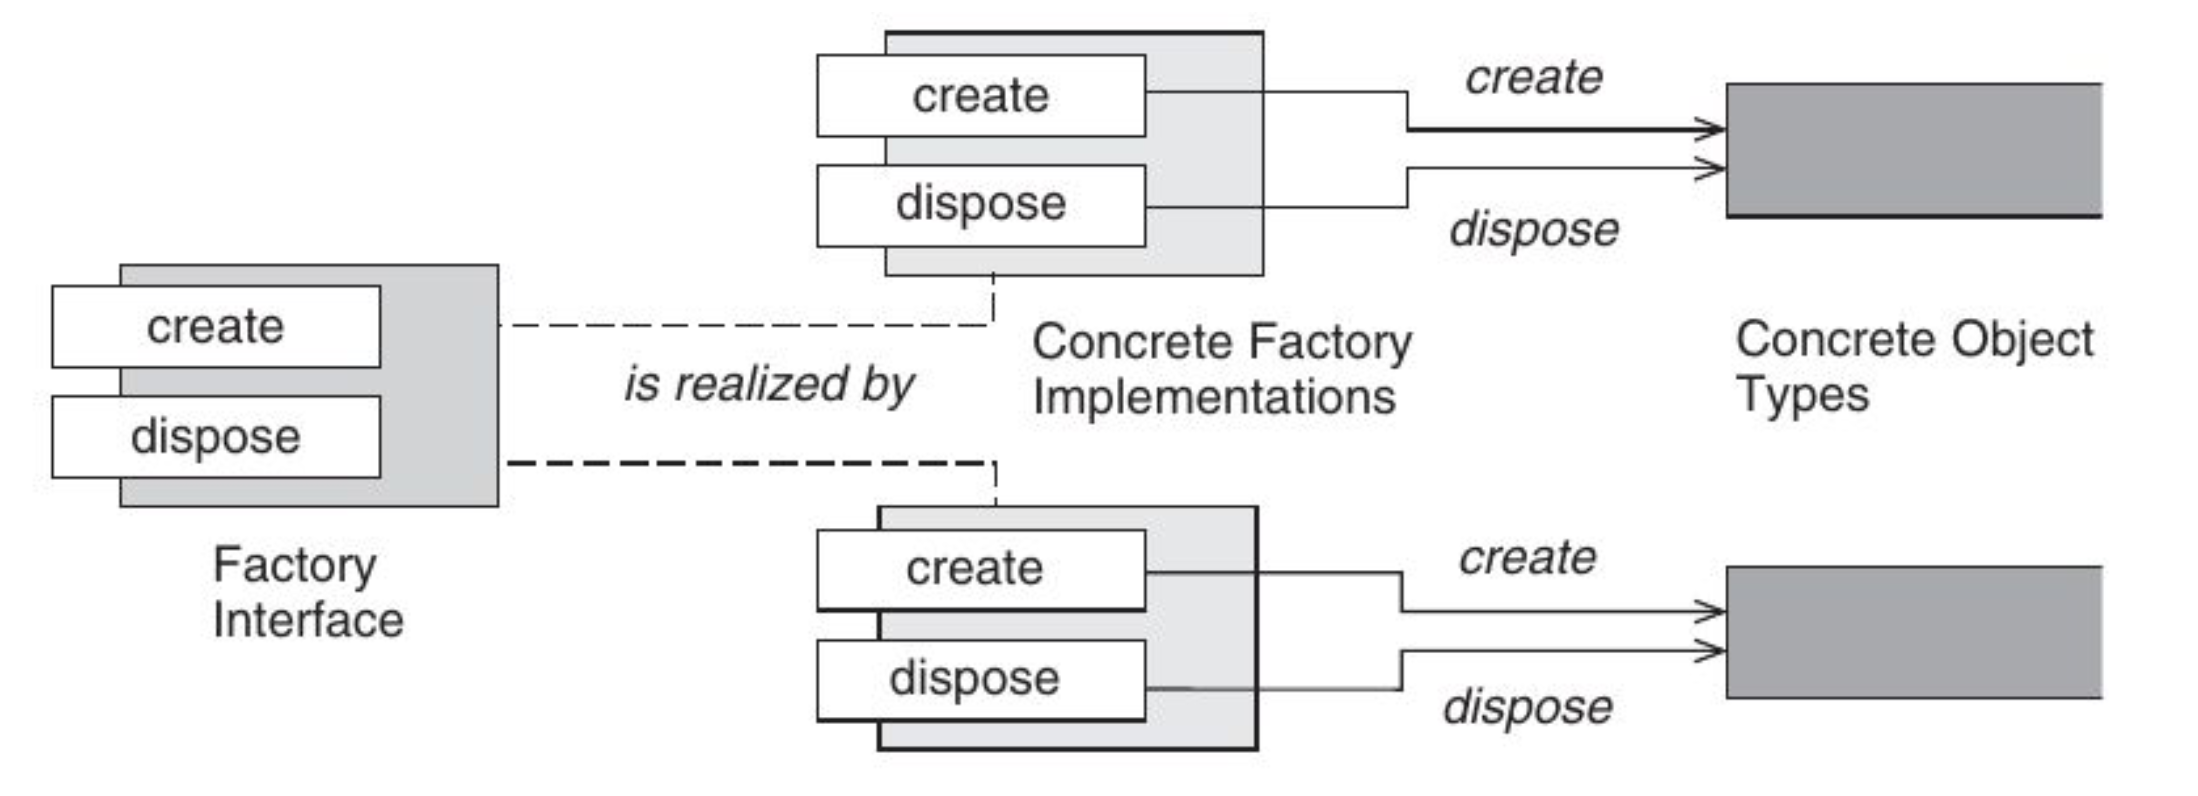 create
create
dispose
dispose
create
dispose
is realized by
Concrete Factory
Implementations
Concrete Object
Types
Factory
Interface
create
create
dispose
dispose